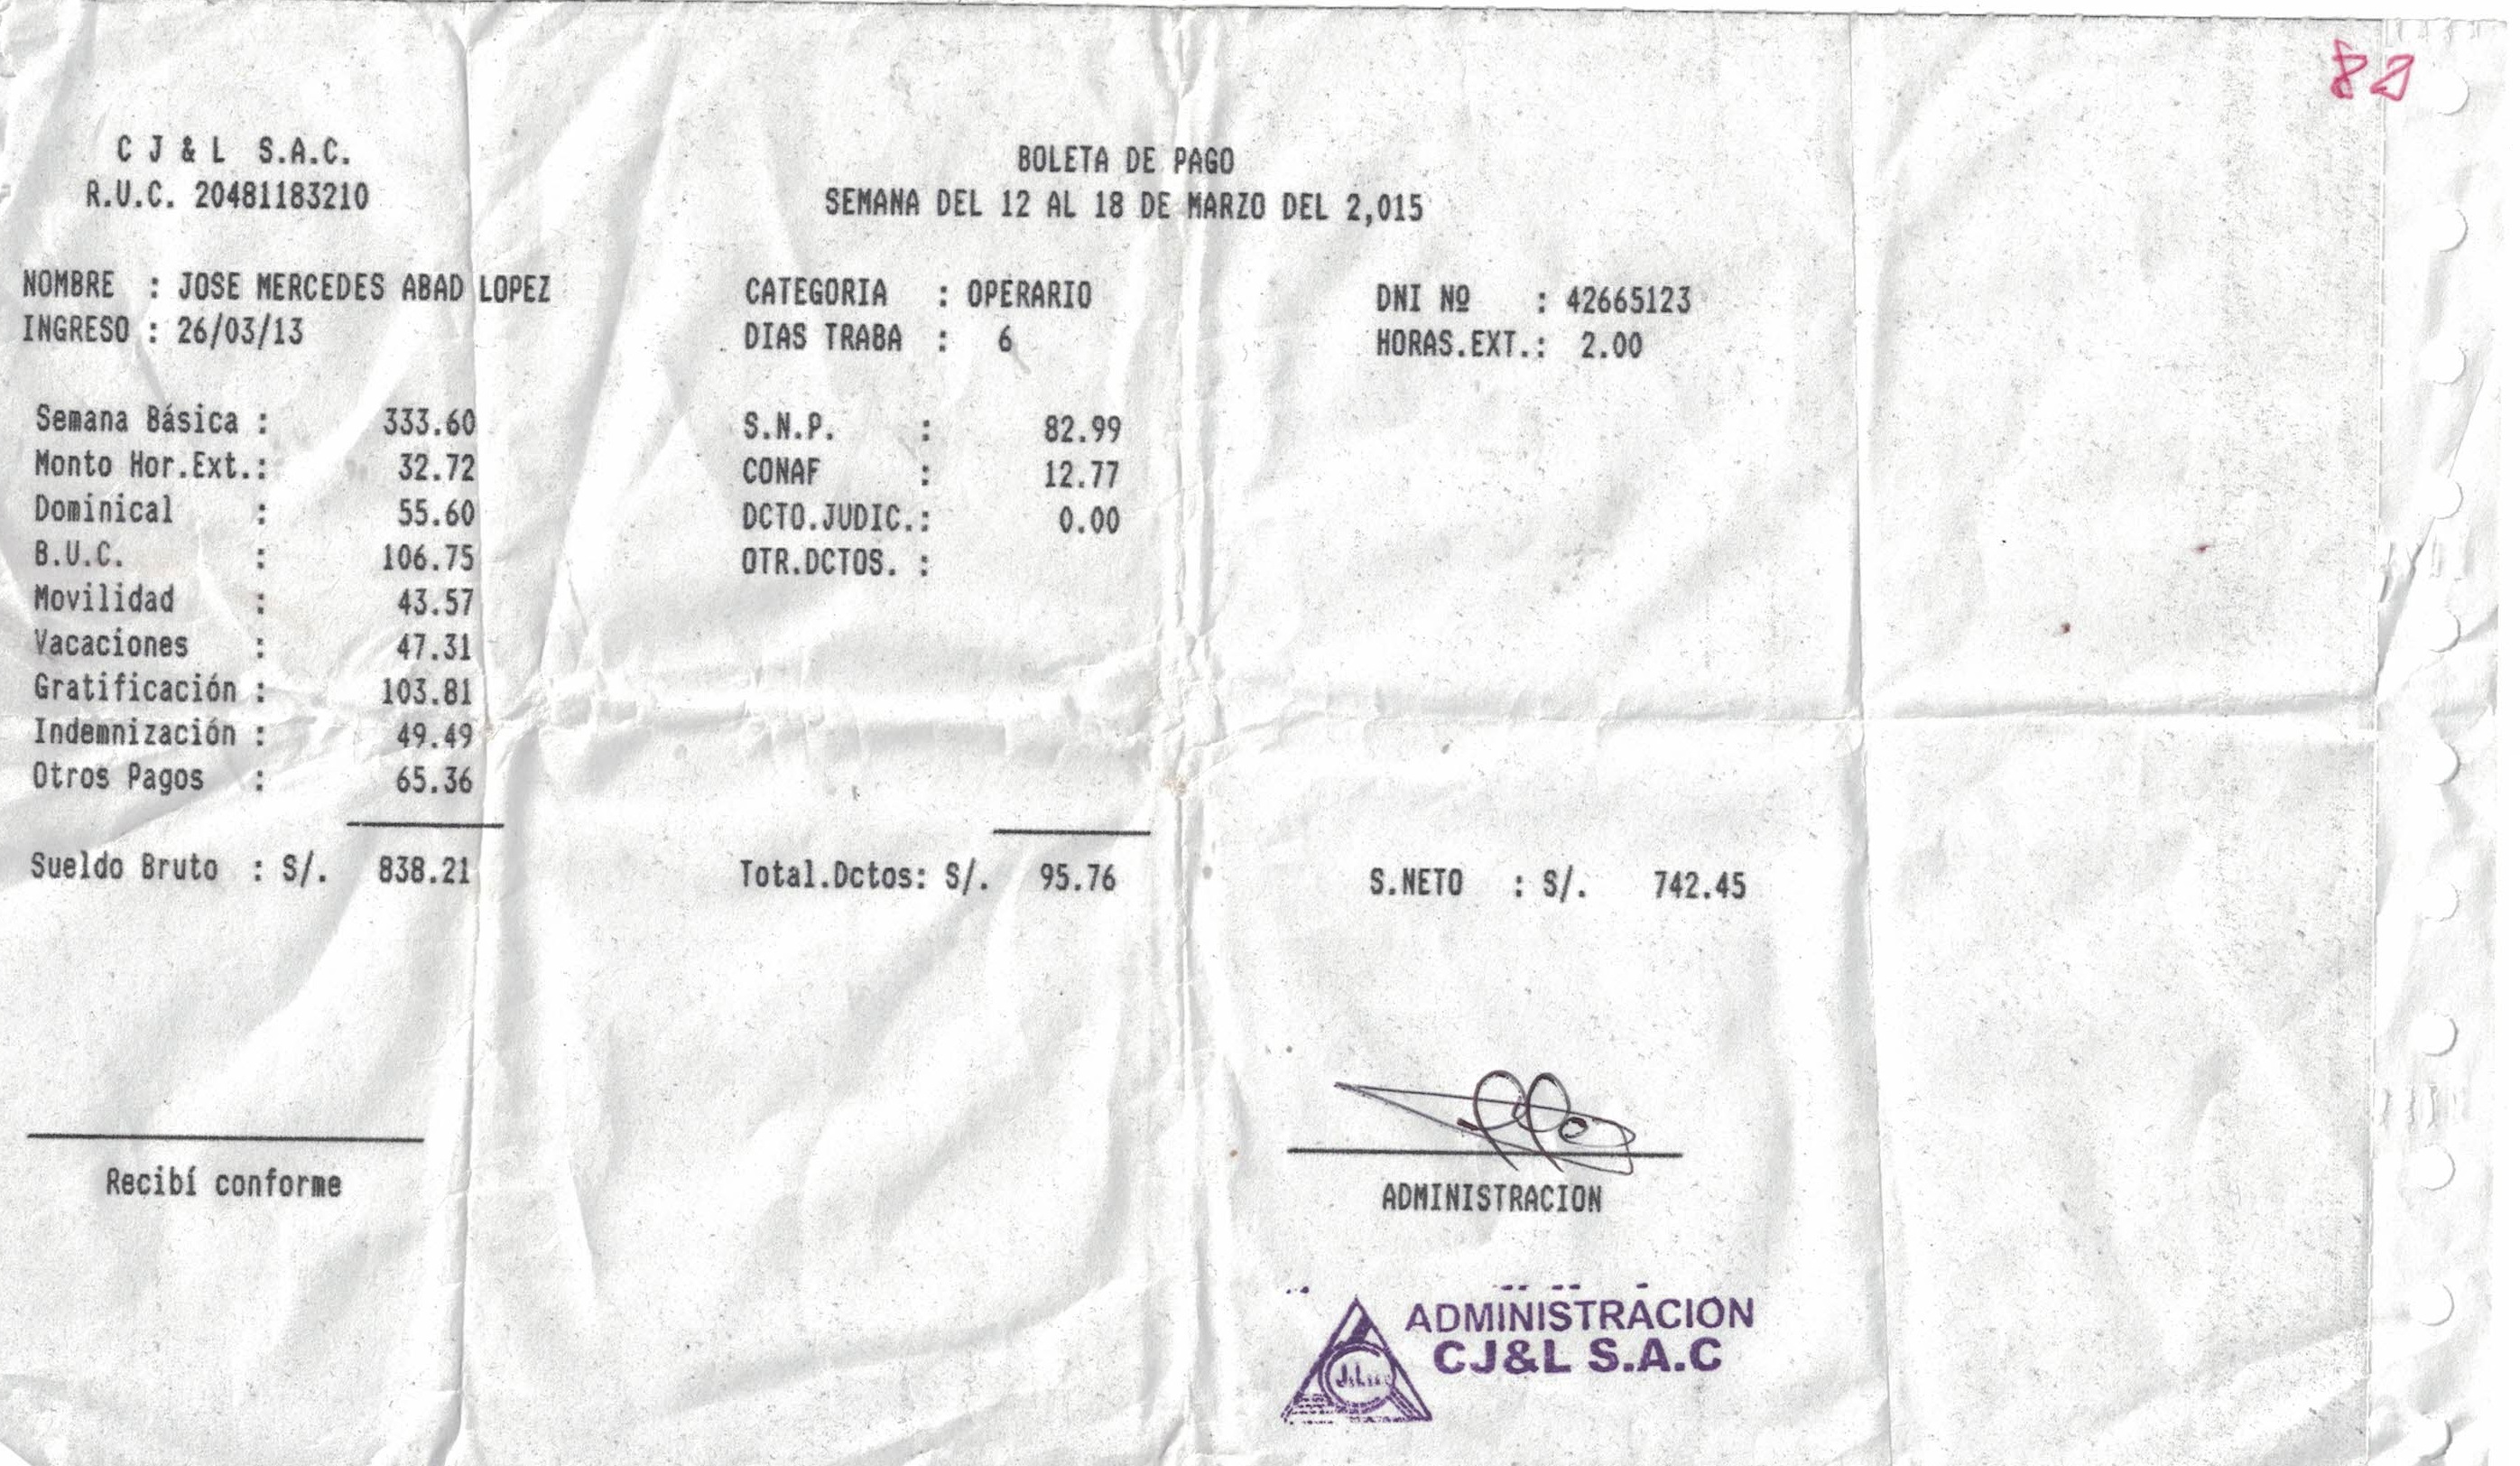 82
C J & L S.A.C.
R.U.C. 20481183210
BOLETA DE PAGO
SEMANA DEL 12 AL 18 DE MARZO DEL 2,015
NOMBRE : JOSE MERCEDES ABAD LOPEZ CATEGORIA : OPERARIO DNI Nº : 42665123
INGRESO : 26/03/13 DIAS TRABA : 6 HORAS.EXT.: 2.00
Semana Básica : 333.60 S.N.P. : 82.99
Monto Hor.Ext.: 32.72 CONAF : 12.77
Dominical : 55.60 DCTO.JUDIC.: 0.00
B.U.C. : 106.75 OTR.DCTOS. :
Movilidad : 43.57
Vacaciones : 47.31
Gratificación : 103.81
Indemnización : 49.49
Otros Pagos : 65.36
Sueldo Bruto : S/. 838.21 Total.Dctos: S/. 95.76 S.NETO : S/. 742.45
Recibí conforme
ADMINISTRACION
ADMINISTRACION
CJ&L S.A.C